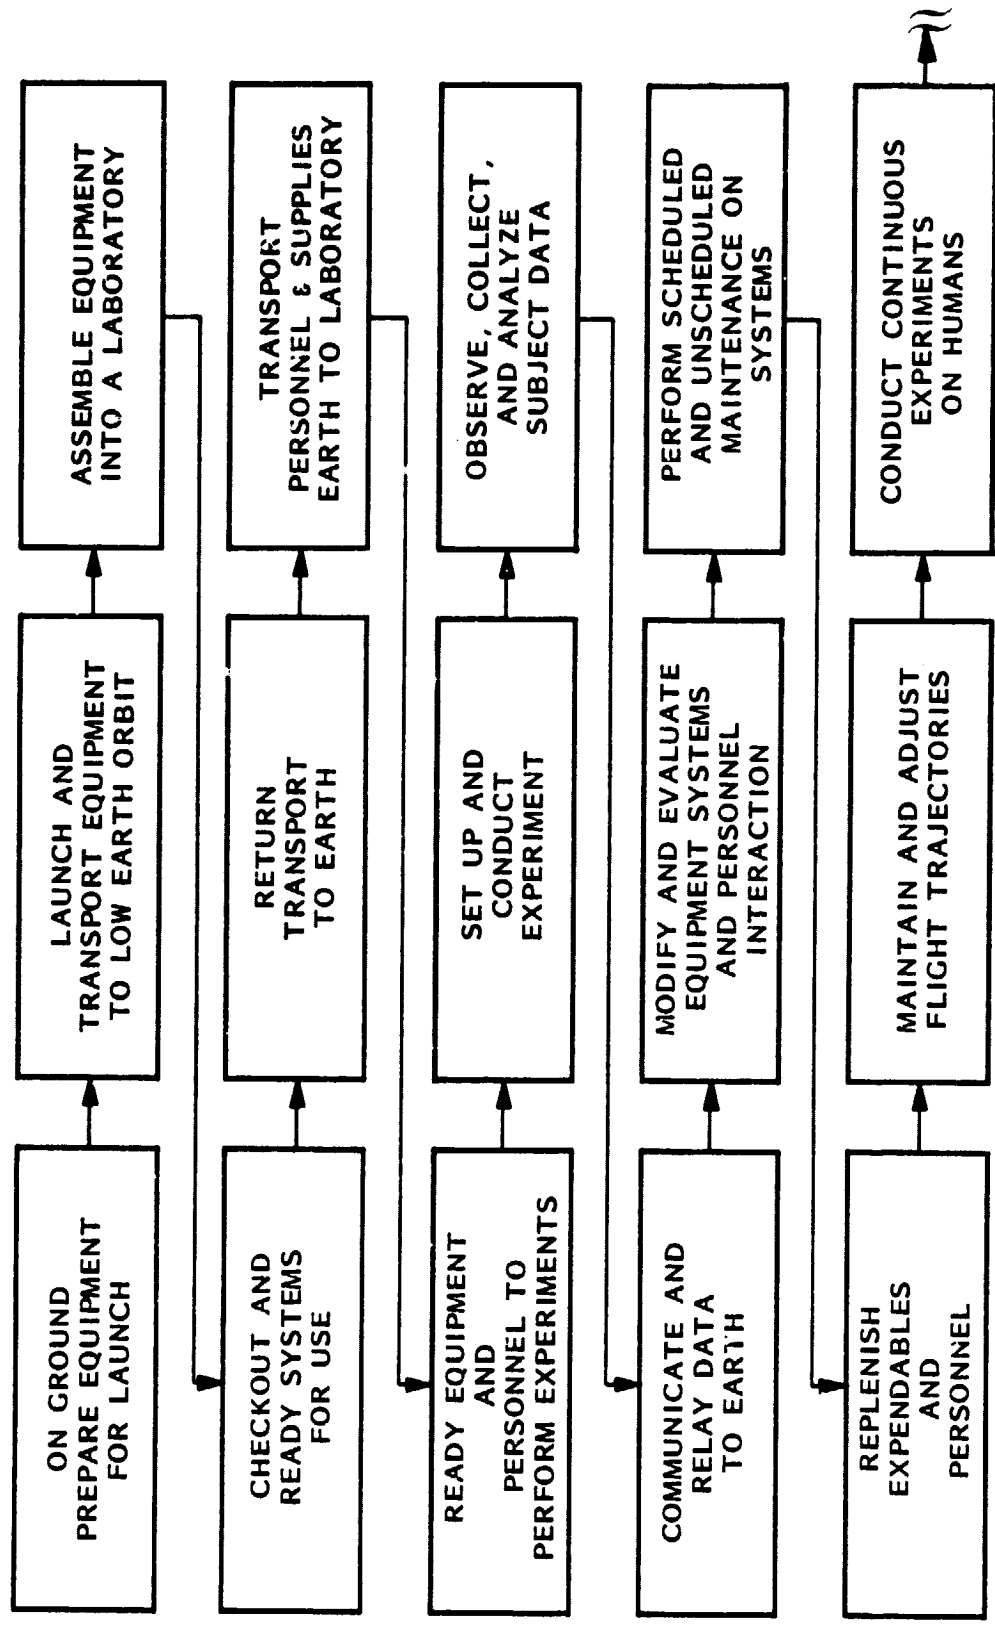 ON GROUND
PREPARE EQUIPMENT
FOR LAUNCH
LAUNCH AND
TRANSPORT EQUIPMENT
TO LOW EARTH ORBIT
ASSEMBLE EQUIPMENT
INTO A LABORATORY
CHECKOUT AND
READY SYSTEMS
FOR USE
RETURN
TRANSPORT
TO EARTH
TRANSPORT
PERSONNEL & SUPPLIES
EARTH TO LABORATORY
READY EQUIPMENT
AND
PERSONNEL TO
PERFORM EXPERIMENTS
SET UP AND
CONDUCT
EXPERIMENT
OBSERVE, COLLECT,
AND ANALYZE
SUBJECT DATA
COMMUNICATE AND
RELAY DATA
TO EARTH
MODIFY AND EVALUATE
EQUIPMENT SYSTEMS
AND PERSONNEL
INTERACTION
PERFORM SCHEDULED
AND UNSCHEDULED
MAINTENANCE ON
SYSTEMS
REPLENISH
EXPENDABLES
AND
PERSONNEL
MAINTAIN AND ADJUST
FLIGHT TRAJECTORIES
CONDUCT CONTINUOUS
EXPERIMENTS
ON HUMANS